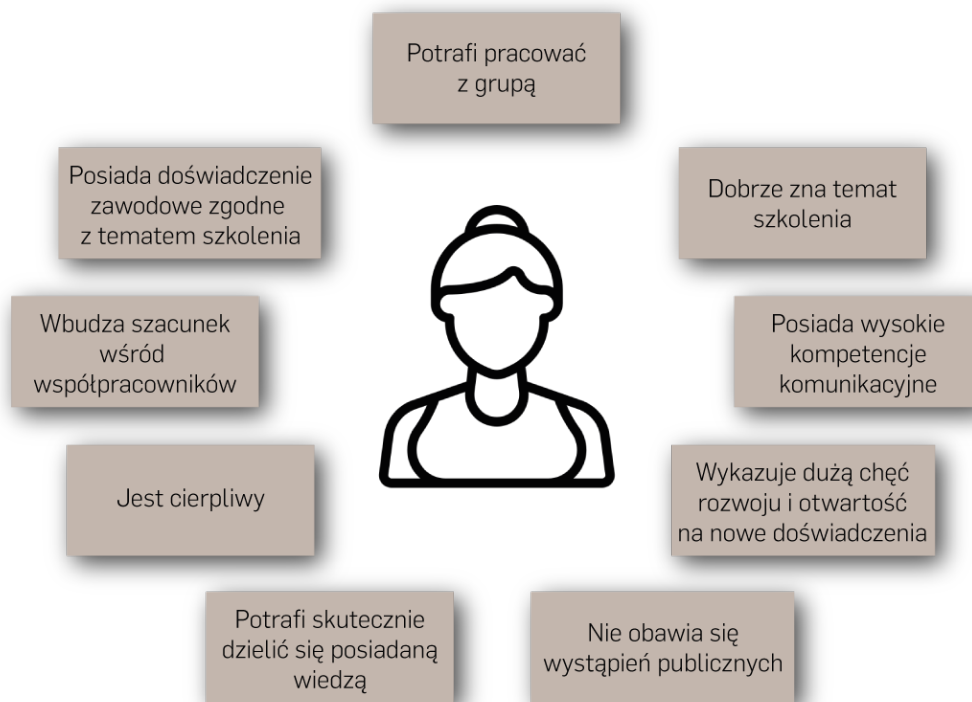 Potrafi pracować
z grupą
Posiada doświadczenie
zawodowe zgodne
z tematem szkolenia
Dobrze zna temat
szkolenia
Wbudza szacunek
wśród
współpracowników
Posiada wysokie
kompetencje
komunikacyjne
Jest cierpliwy
Wykazuje dużą chęć
rozwoju i otwartość
na nowe doświadczenia
Potrafi skutecznie
dzielić się posiadaną
wiedzą
Nie obawia się
wystąpień publicznych